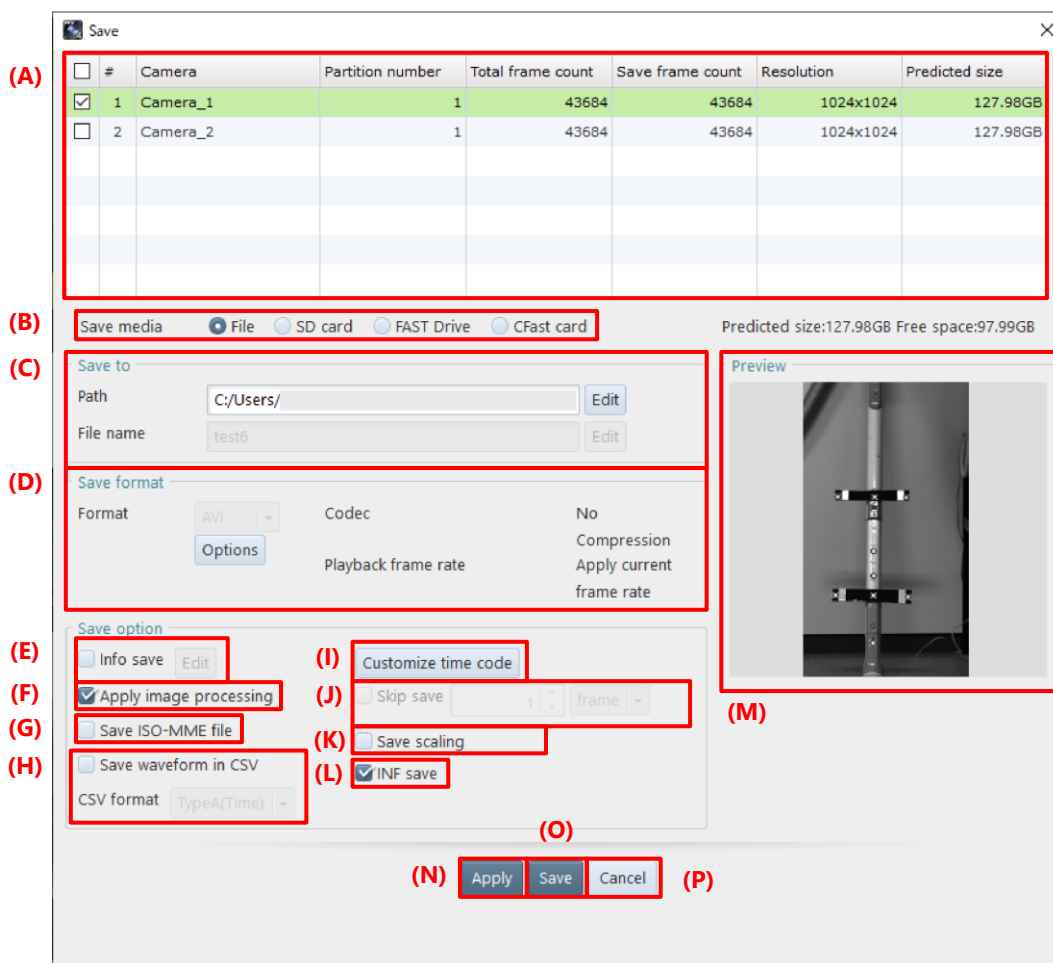 Save
(A)
# Camera Partition number Total frame count Save frame count Resolution Predicted size
1 Camera_1 1 43684 43684 1024x1024 127.98GB
2 Camera_2 1 43684 43684 1024x1024 127.98GB
(B)
Save media File SD card FAST Drive CFast card Predicted size:127.98GB Free space:97.99GB
(C)
Save to
Path C:/Users/ Edit
File name test6 Edit
(D)
Save format
Format AVI Codec No
Compression
Options
Playback frame rate Apply current
frame rate
Preview
(M)
Save option
(E) Info save Edit
(F) Apply image processing
(G) Save ISO-MME file
(H) Save waveform in CSV
CSV format TypeA(Time)
(I) Customize time code
(J) Skip save 1 frame
(K) Save scaling
(L) INF save
(O)
(N) Apply Save Cancel (P)